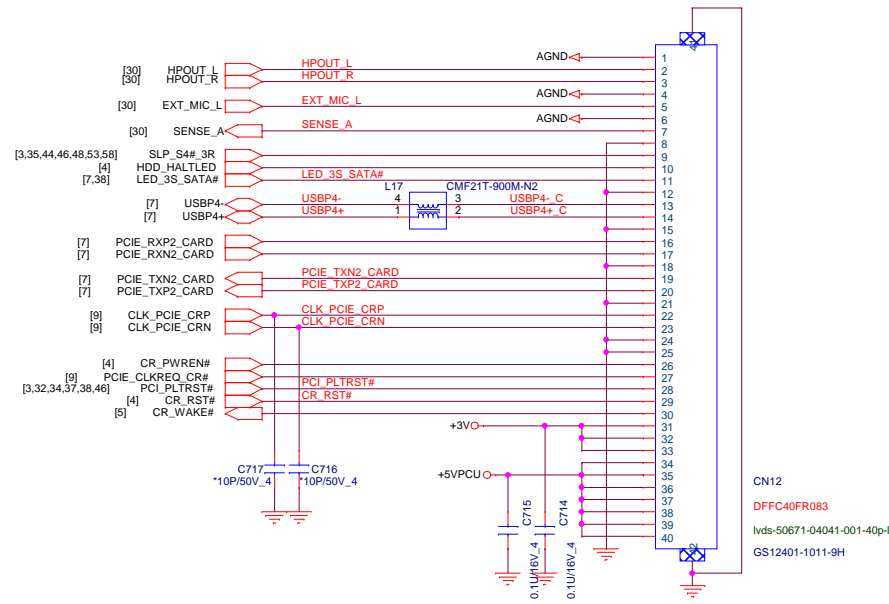 41
AGND 1
[30] HPOUT_L HPOUT_L 2
[30] HPOUT_R HPOUT_R 3
AGND 4
[30] EXT_MIC_L EXT_MIC_L 5
AGND 6
[30] SENSE_A SENSE_A 7
8
[3,35,44,46,48,53,58] SLP_S4#_3R 9
[4] HDD_HALTLED 10
[7,38] LED_3S_SATA# LED_3S_SATA# 11
L17 CMF21T-900M-N2 12
[7] USBP4- USBP4- 4 3 USBP4-_C 13
[7] USBP4+ USBP4+ 1 2 USBP4+_C 14
15
[7] PCIE_RXP2_CARD 16
[7] PCIE_RXN2_CARD 17
18
[7] PCIE_TXN2_CARD PCIE_TXN2_CARD 19
[7] PCIE_TXP2_CARD PCIE_TXP2_CARD 20
21
[9] CLK_PCIE_CRP CLK_PCIE_CRP 22
[9] CLK_PCIE_CRN CLK_PCIE_CRN 23
24
25
[4] CR_PWREN# 26
[9] PCIE_CLKREQ_CR# 27
[3,32,34,37,38,46] PCI_PLTRST# PCI_PLTRST# 28
[4] CR_RST# CR_RST# 29
[5] CR_WAKE# 30
+3V 31
32
33
34
+5VPCU 35
36
37
38
39
40
C717 C716
*10P/50V_4 *10P/50V_4
C715
0.1U/16V_4
C714
0.1U/16V_4
42
CN12
DFFC40FR083
lvds-50671-04041-001-40p-l
GS12401-1011-9H